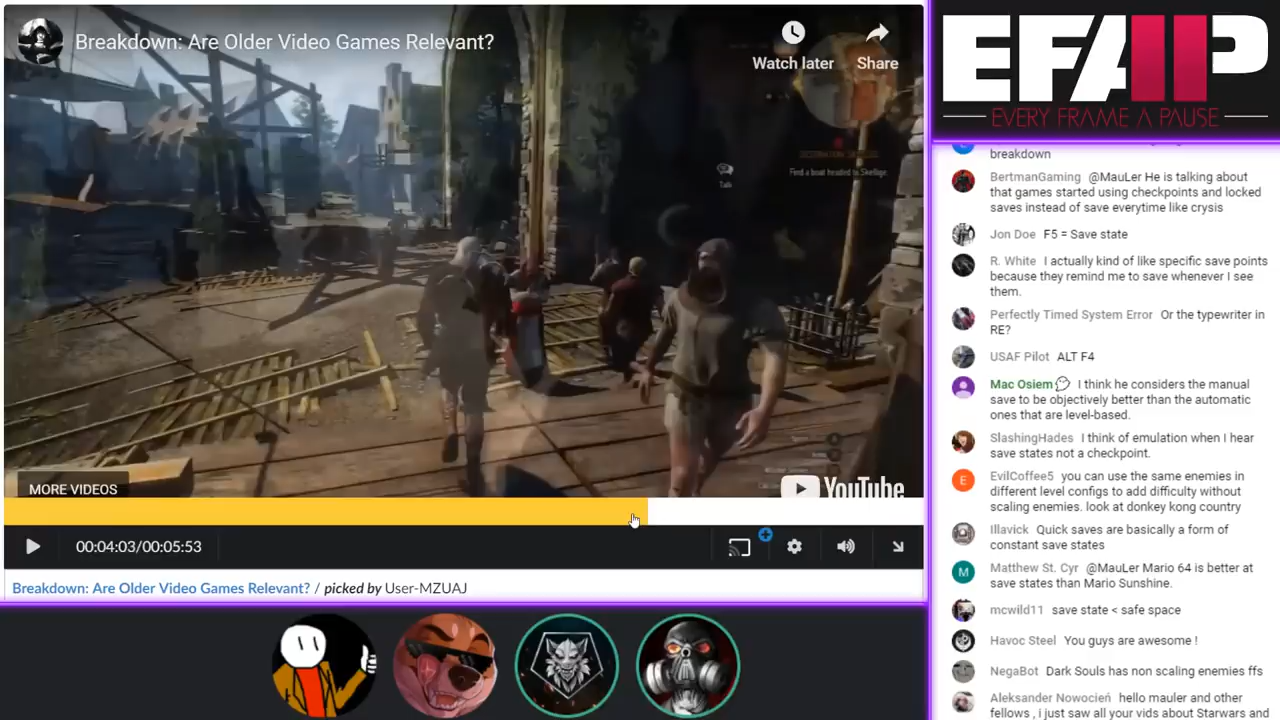 Breakdown: Are Older Video Games Relevant?
Watch later
Share
Talk
Find a boat headed to Skellige.
MORE VIDEOS
YouTube
00:04:03/00:05:53
Breakdown: Are Older Video Games Relevant? / picked by User-MZUAJ
EFAP
EVERY FRAME A PAUSE
breakdown
BertmanGaming @MauLer He is talking about
that games started using checkpoints and locked
saves instead of save everytime like crysis
Jon Doe F5 = Save state
R. White I actually kind of like specific save points
because they remind me to save whenever I see
them.
Perfectly Timed System Error Or the typewriter in
RE?
USAF Pilot ALT F4
Mac Osiem I think he considers the manual
save to be objectively better than the automatic
ones that are level-based.
SlashingHades I think of emulation when I hear
save states not a checkpoint.
E
EvilCoffee5 you can use the same enemies in
different level configs to add difficulty without
scaling enemies. look at donkey kong country
Illavick Quick saves are basically a form of
constant save states
M
Matthew St. Cyr @MauLer Mario 64 is better at
save states than Mario Sunshine.
mcwild11 save state < safe space
Havoc Steel You guys are awesome !
NegaBot Dark Souls has non scaling enemies ffs
Aleksander Nowocień hello mauler and other
fellows , i just saw all your vids about Starwars and